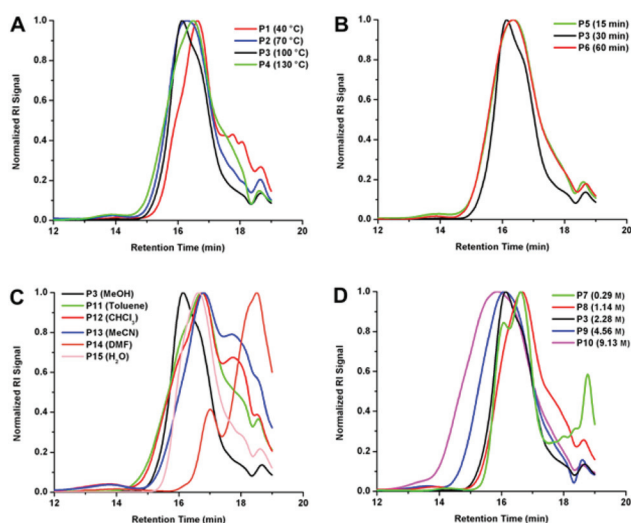 A
P1 (40 °C)
P2 (70 °C)
P3 (100 °C)
P4 (130 °C)
Normalized RI Signal
1.0
0.8
0.6
0.4
0.2
0.0
12 14 16 18 20
Retention Time (min)
B
P5 (15 min)
P3 (30 min)
P6 (60 min)
Normalized RI Signal
1.0
0.8
0.6
0.4
0.2
0.0
12 14 16 18 20
Retention Time (min)
C
P3 (MeOH)
P11 (Toluene)
P12 (CHCl3)
P13 (MeCN)
P14 (DMF)
P15 (H2O)
Normalized RI Signal
1.0
0.8
0.6
0.4
0.2
0.0
12 14 16 18 20
Retention Time (min)
D
P7 (0.29 M)
P8 (1.14 M)
P3 (2.28 M)
P9 (4.56 M)
P10 (9.13 M)
Normalized RI Signal
1.0
0.8
0.6
0.4
0.2
0.0
12 14 16 18 20
Retention Time (min)